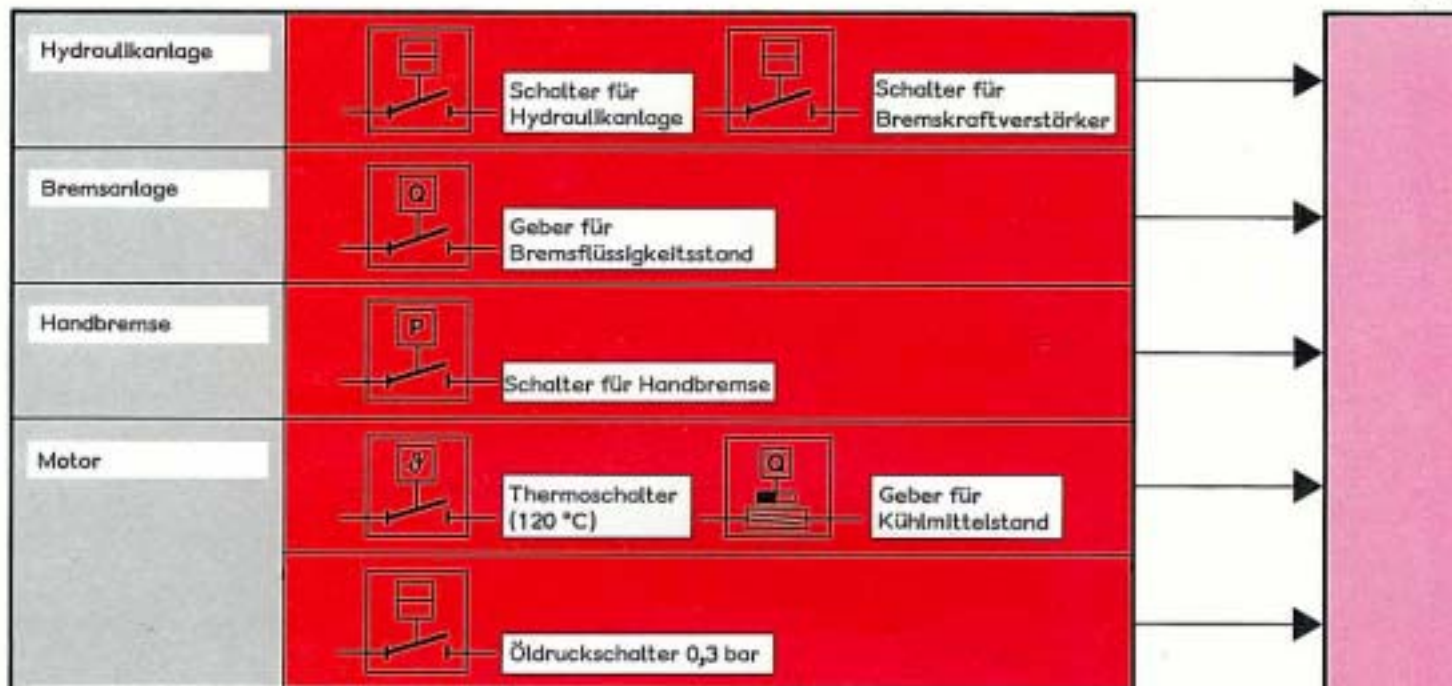 Hydraulikanlage
Schalter für
Hydraulikanlage
Schalter für
Bremskraftverstärker
Bremsanlage
Q
Geber für
Bremsflüssigkeitsstand
Handbremse
P
Schalter für Handbremse
Motor
ϑ
Thermoschalter
(120 °C)
Q
Geber für
Kühlmittelstand
Öldruckschalter 0,3 bar